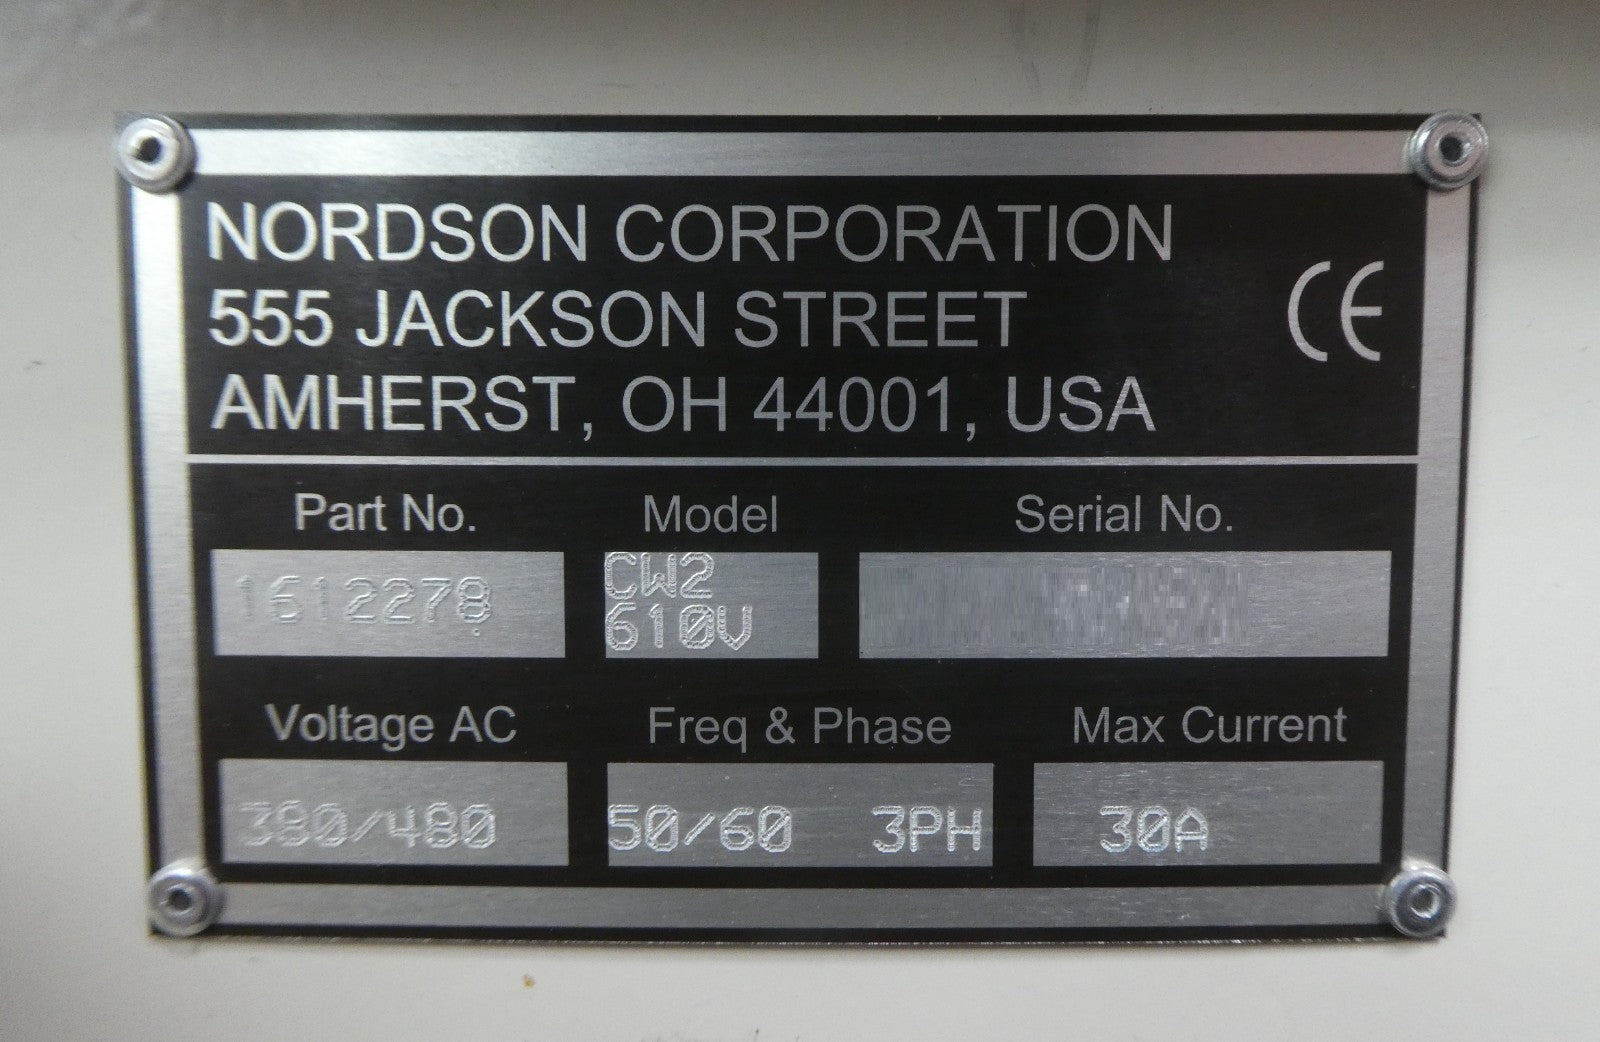 NORDSON CORPORATION
555 JACKSON STREET
AMHERST, OH 44001, USA
CE
Part No. Model Serial No.
1612278 CW2
610V
Voltage AC Freq & Phase Max Current
380/480 50/60 3PH 30A